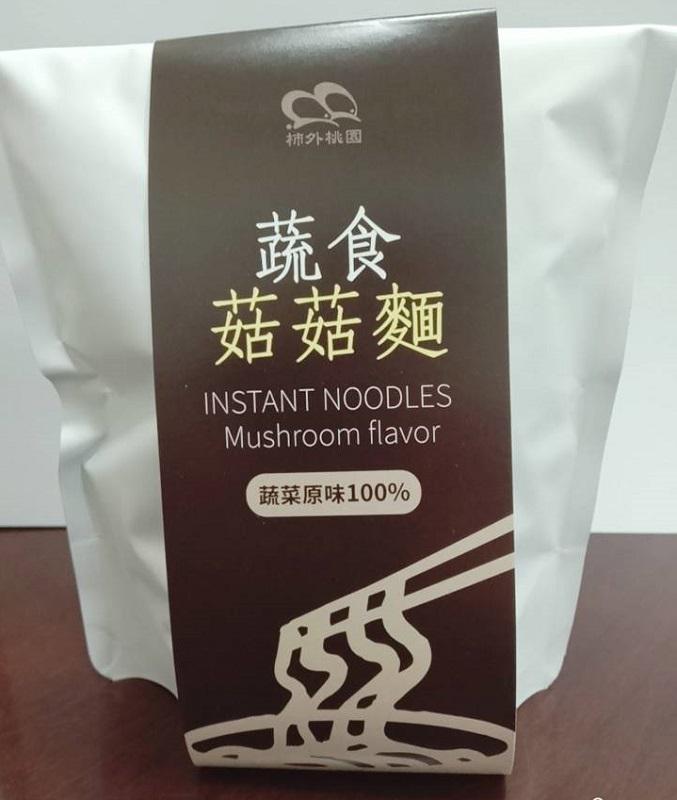 柿外桃園
蔬食
菇菇麵
INSTANT NOODLES
Mushroom flavor
蔬菜原味100%